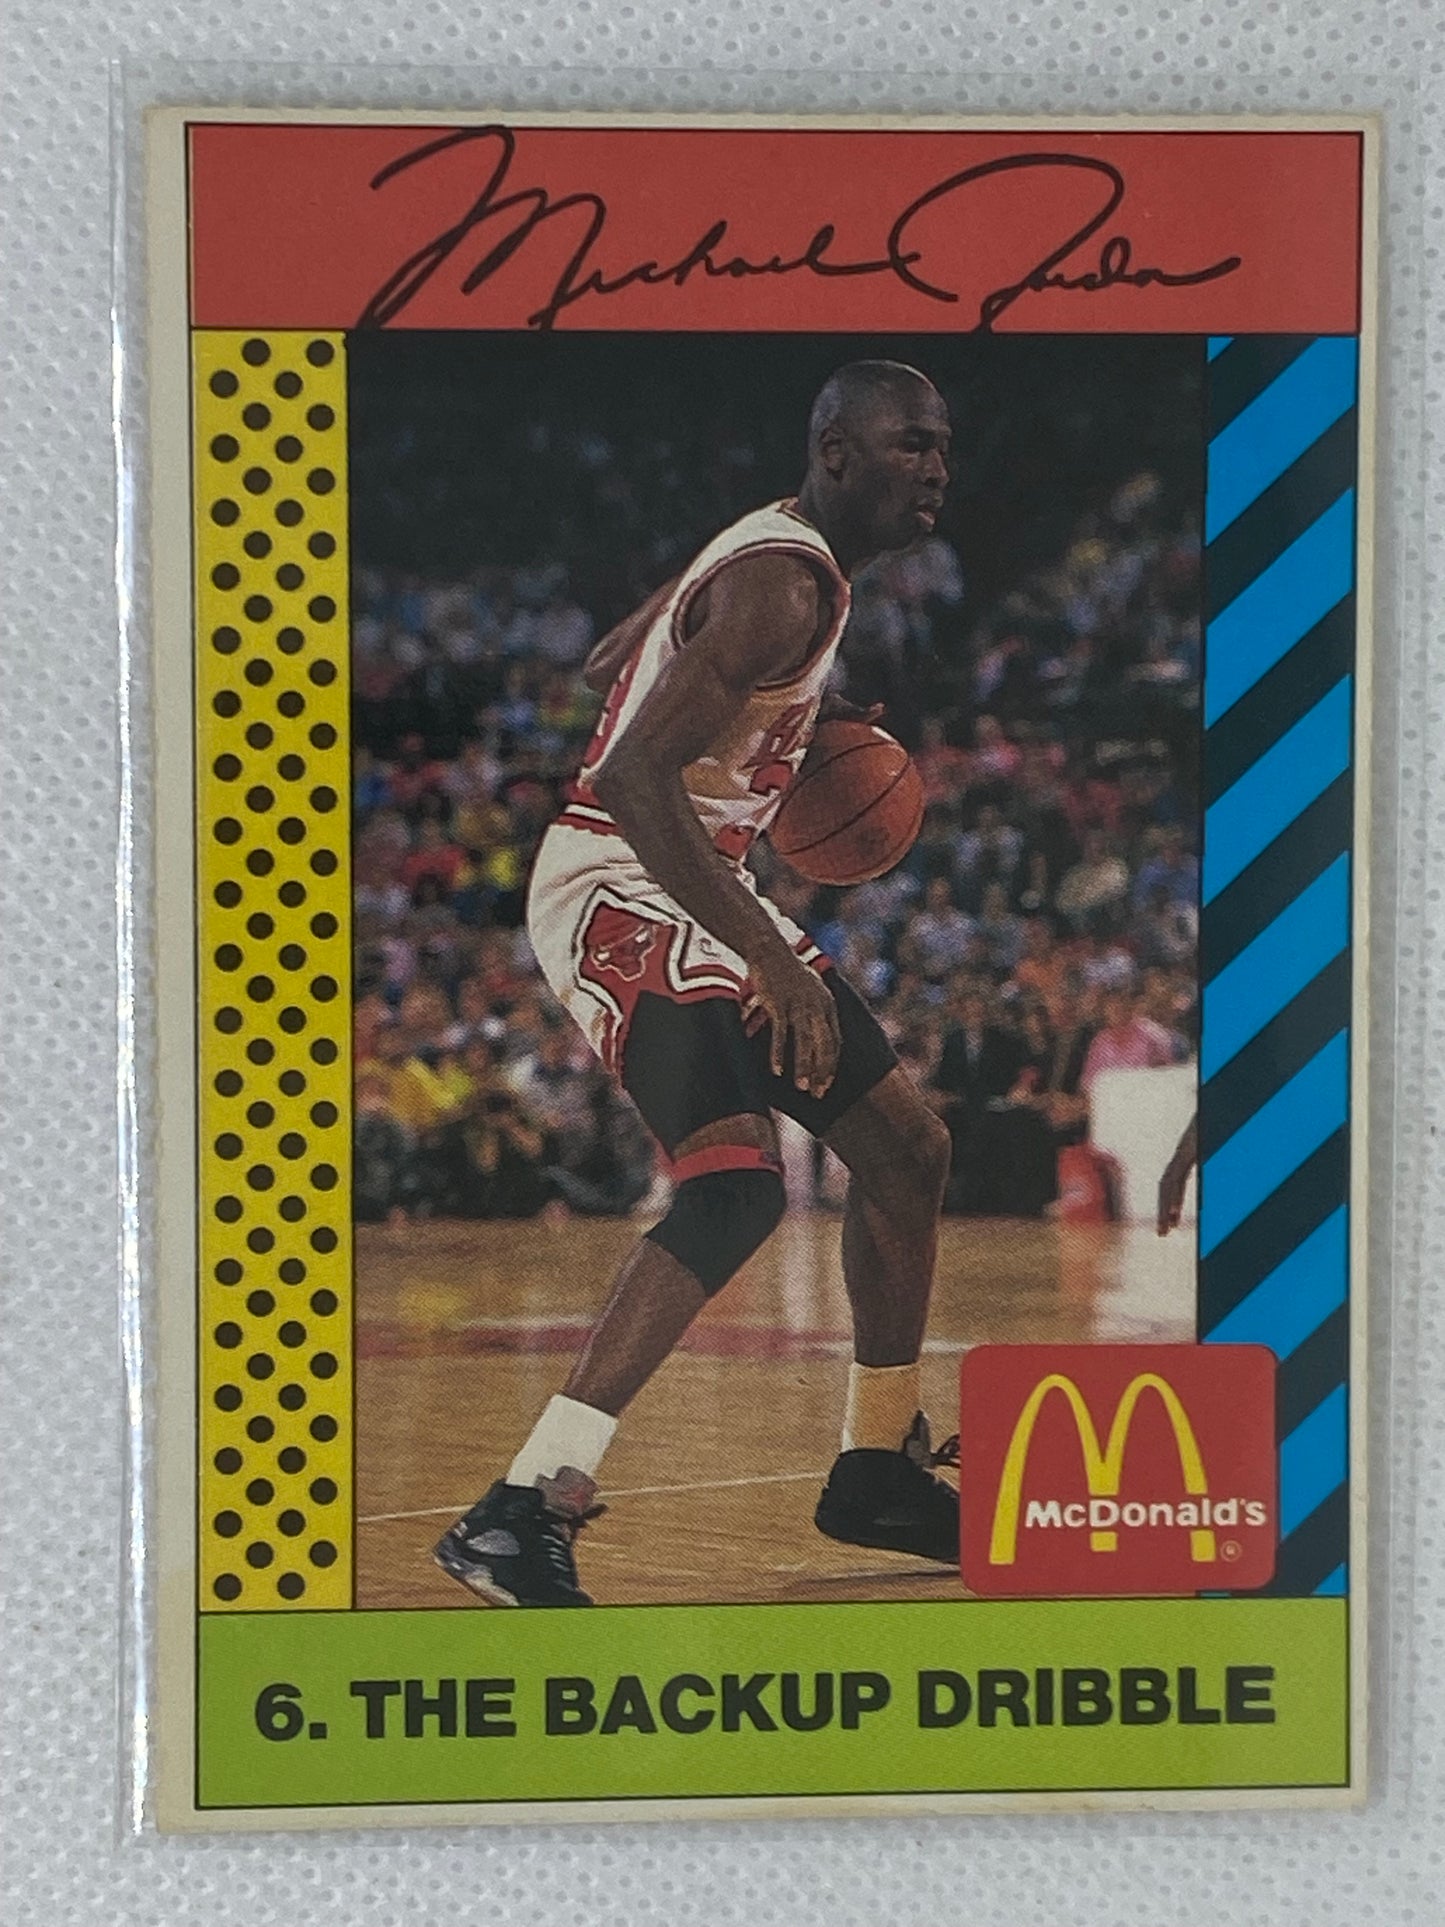 Michael Jordan
McDonald's
®
6. THE BACKUP DRIBBLE